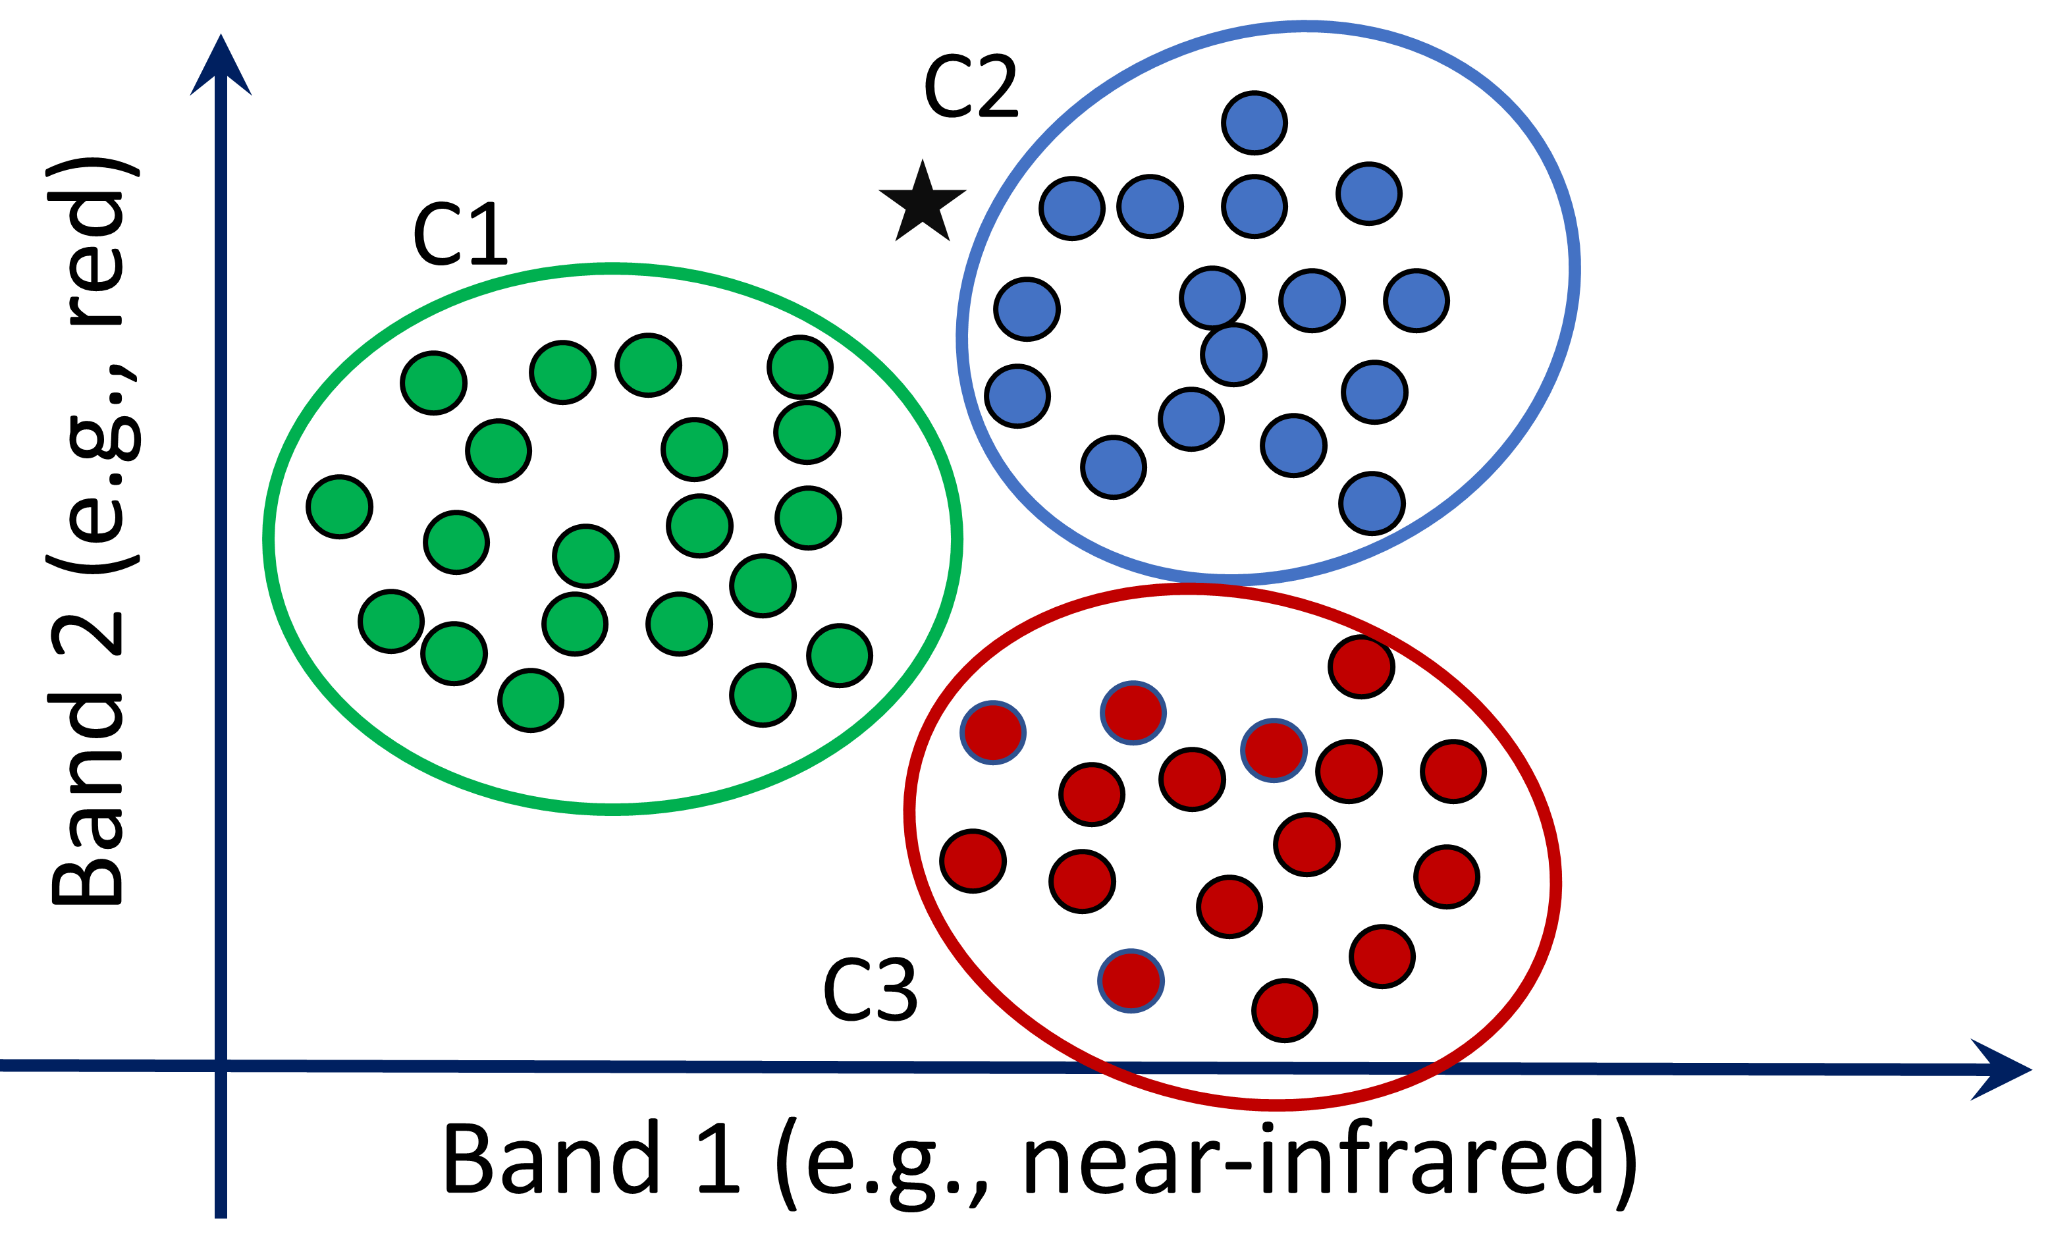 C2
C1
Band 2 (e.g., red)
C3
Band 1 (e.g., near-infrared)